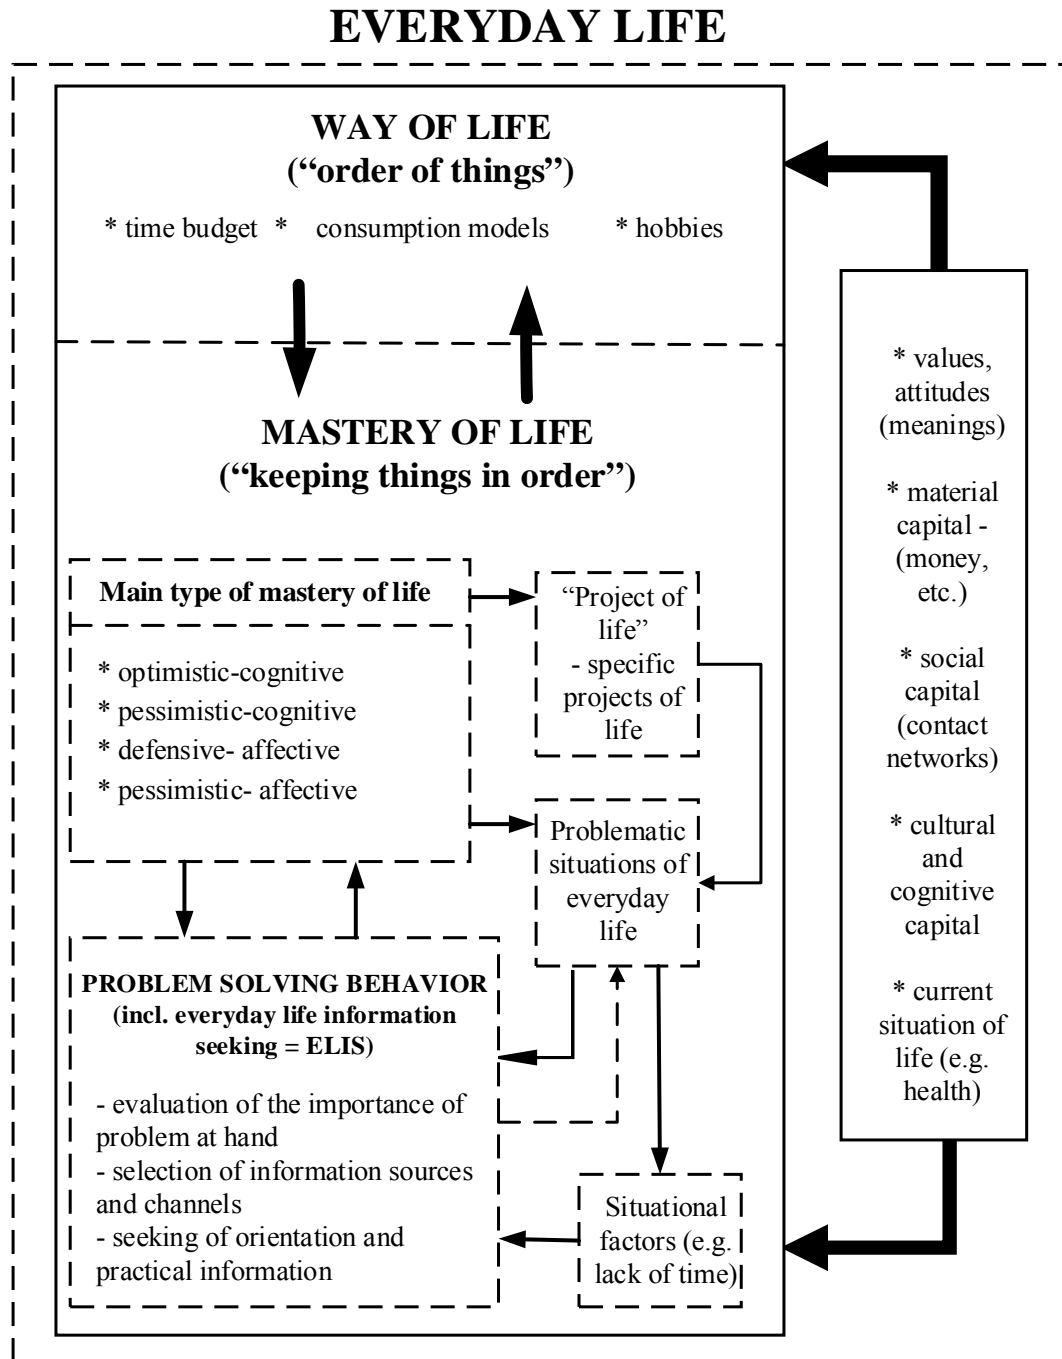 EVERYDAY LIFE
WAY OF LIFE
(“order of things”)
* time budget * consumption models * hobbies
MASTERY OF LIFE
(“keeping things in order”)
Main type of mastery of life
* optimistic-cognitive
* pessimistic-cognitive
* defensive- affective
* pessimistic- affective
“Project of
life”
- specific
projects of
life
Problematic
situations of
everyday
life
PROBLEM SOLVING BEHAVIOR
(incl. everyday life information
seeking = ELIS)
- evaluation of the importance of
problem at hand
- selection of information sources
and channels
- seeking of orientation and
practical information
Situational
factors (e.g.
lack of time)
* values,
attitudes
(meanings)
* material
capital -
(money,
etc.)
* social
capital
(contact
networks)
* cultural
and
cognitive
capital
* current
situation of
life (e.g.
health)